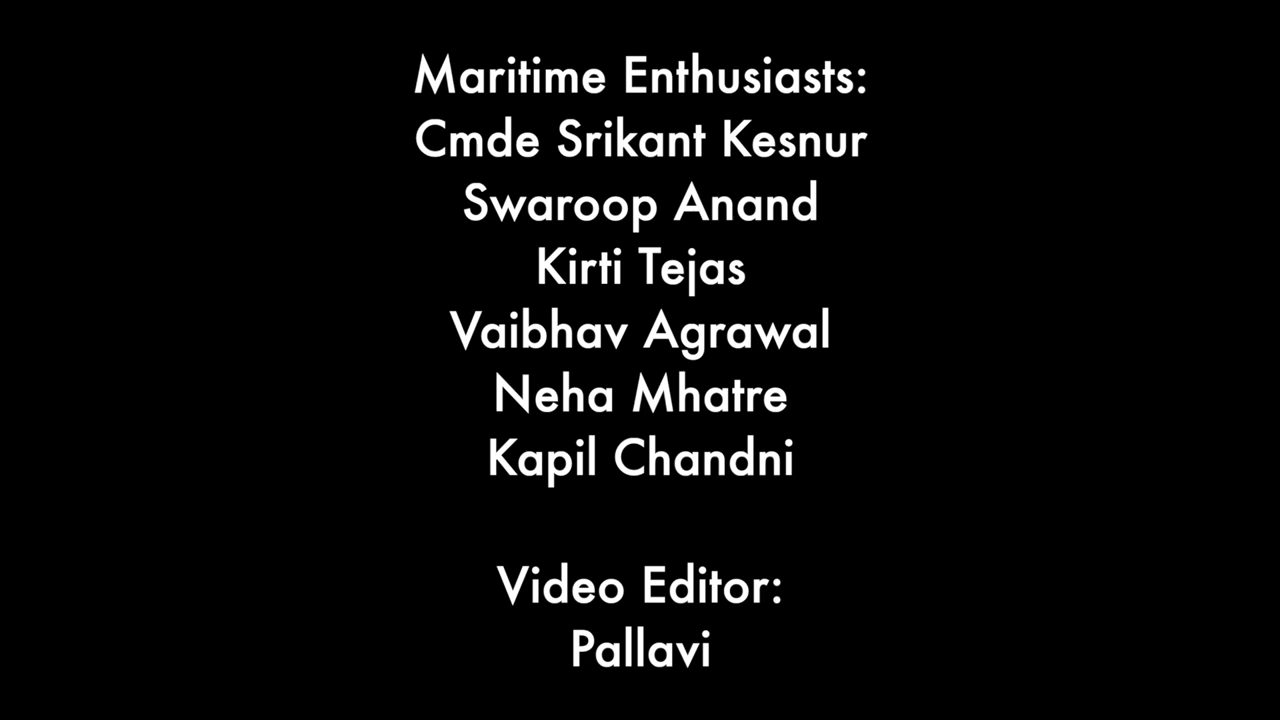 Maritime Enthusiasts:
Cmde Srikant Kesnur
Swaroop Anand
Kirti Tejas
Vaibhav Agrawal
Neha Mhatre
Kapil Chandni
Video Editor:
Pallavi